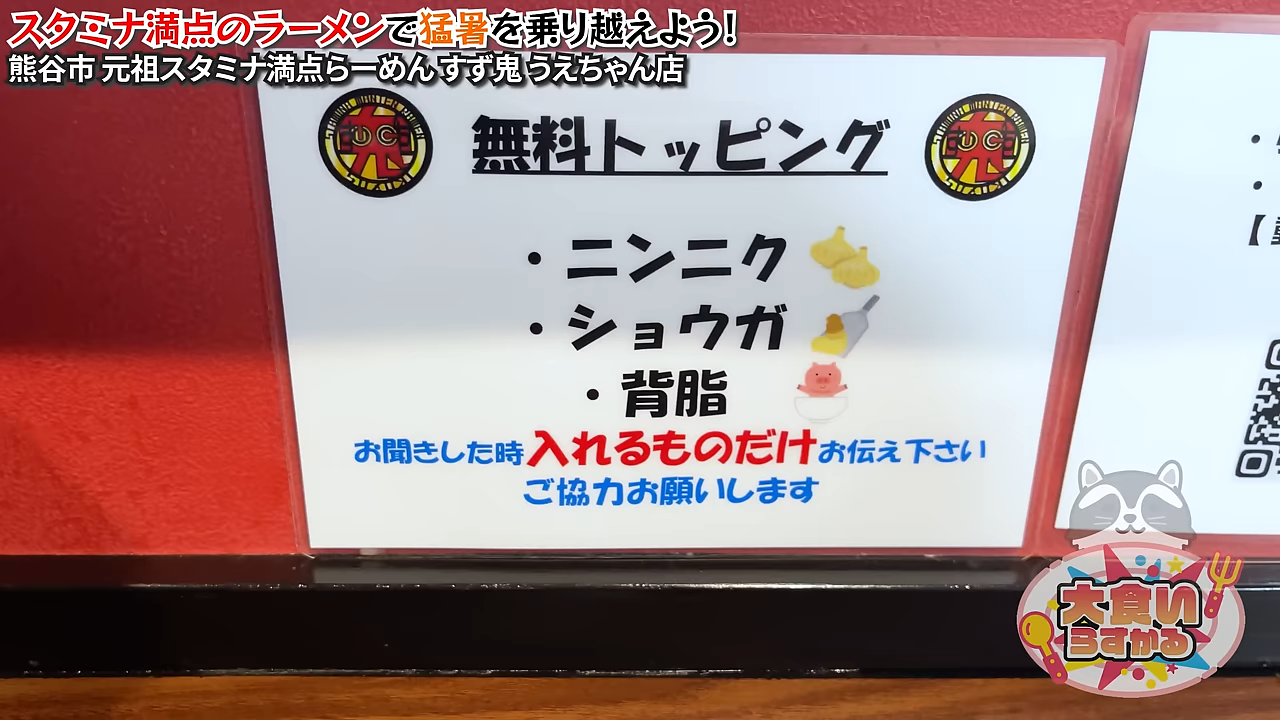 スタミナ満点のラーメンで猛暑を乗り越えよう!
熊谷市 元祖スタミナ満点らーめん すず鬼 うえちゃん店
無料トッピング
・ニンニク
・ショウガ
・背脂
お聞きした時入れるものだけお伝え下さい
ご協力お願いします
大食い
らすかる